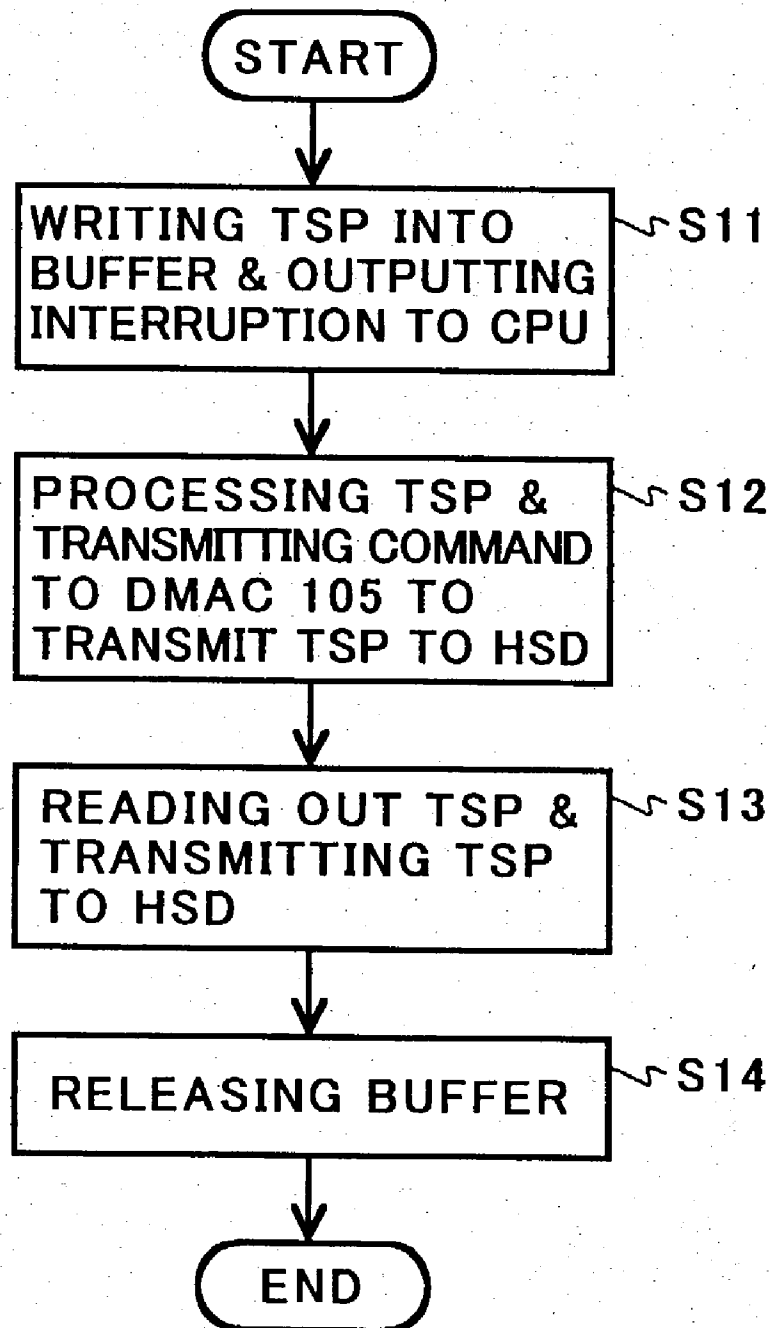 START
WRITING TSP INTO
BUFFER & OUTPUTTING
INTERRUPTION TO CPU
S11
PROCESSING TSP &
TRANSMITTING COMMAND
TO DMAC 105 TO
TRANSMIT TSP TO HSD
S12
READING OUT TSP &
TRANSMITTING TSP
TO HSD
S13
RELEASING BUFFER
S14
END